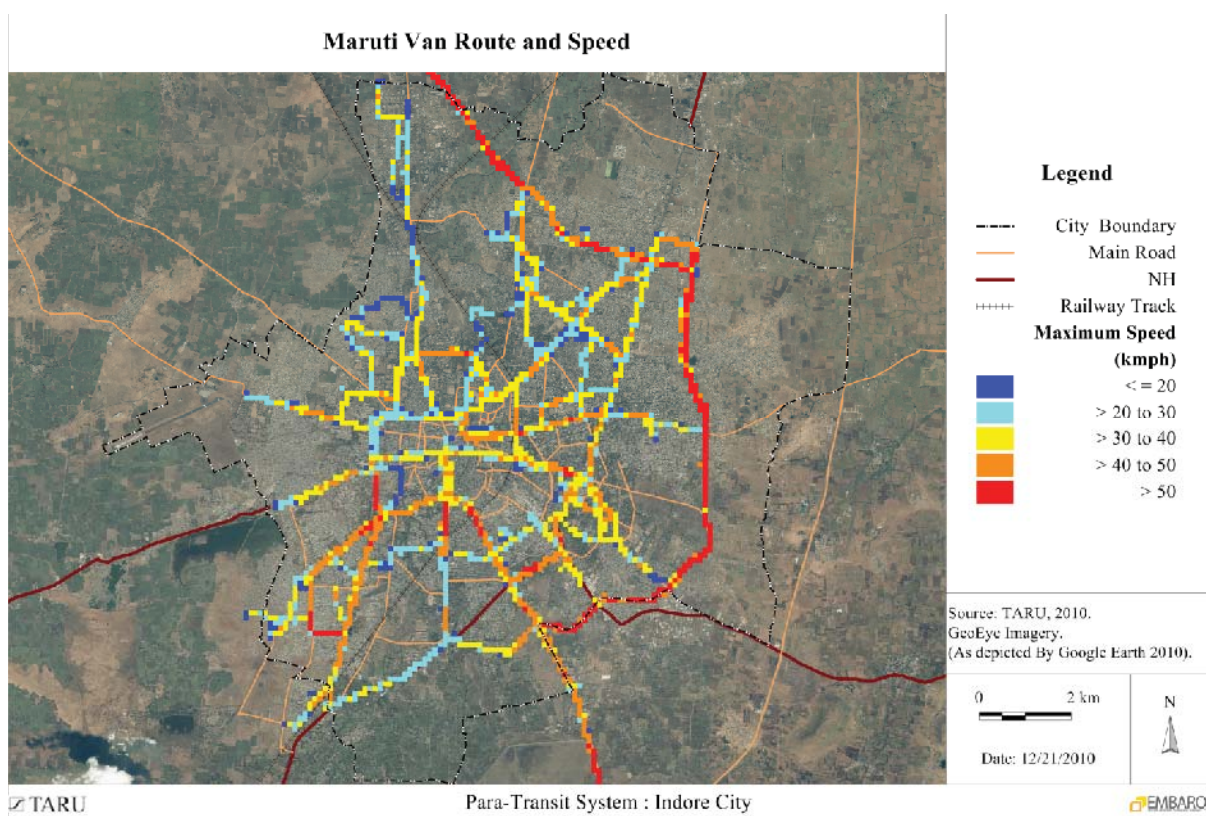 Maruti Van Route and Speed
Legend
City Boundary
Main Road
NH
Railway Track
Maximum Speed
(kmph)
< = 20
> 20 to 30
> 30 to 40
> 40 to 50
> 50
Source: TARU, 2010.
GeoEye Imagery.
(As depicted By Google Earth 2010).
0 2 km
N
Date: 12/21/2010
TARU
Para-Transit System : Indore City
EMBARQ